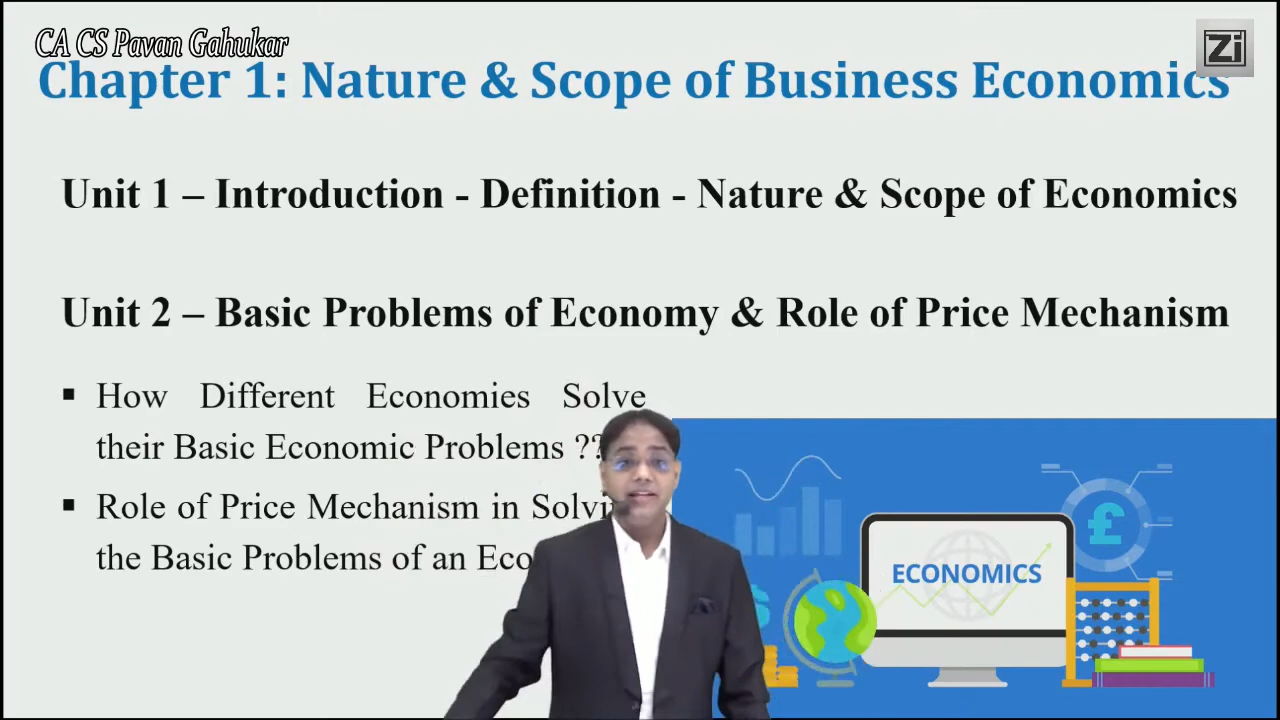 CA CS Pavan Gahukar
Zi
Chapter 1: Nature & Scope of Business Economics
Unit 1 – Introduction - Definition - Nature & Scope of Economics
Unit 2 – Basic Problems of Economy & Role of Price Mechanism
▪ How Different Economies Solve
their Basic Economic Problems ??
▪ Role of Price Mechanism in
the Basic Problems of an
ECONOMICS
£